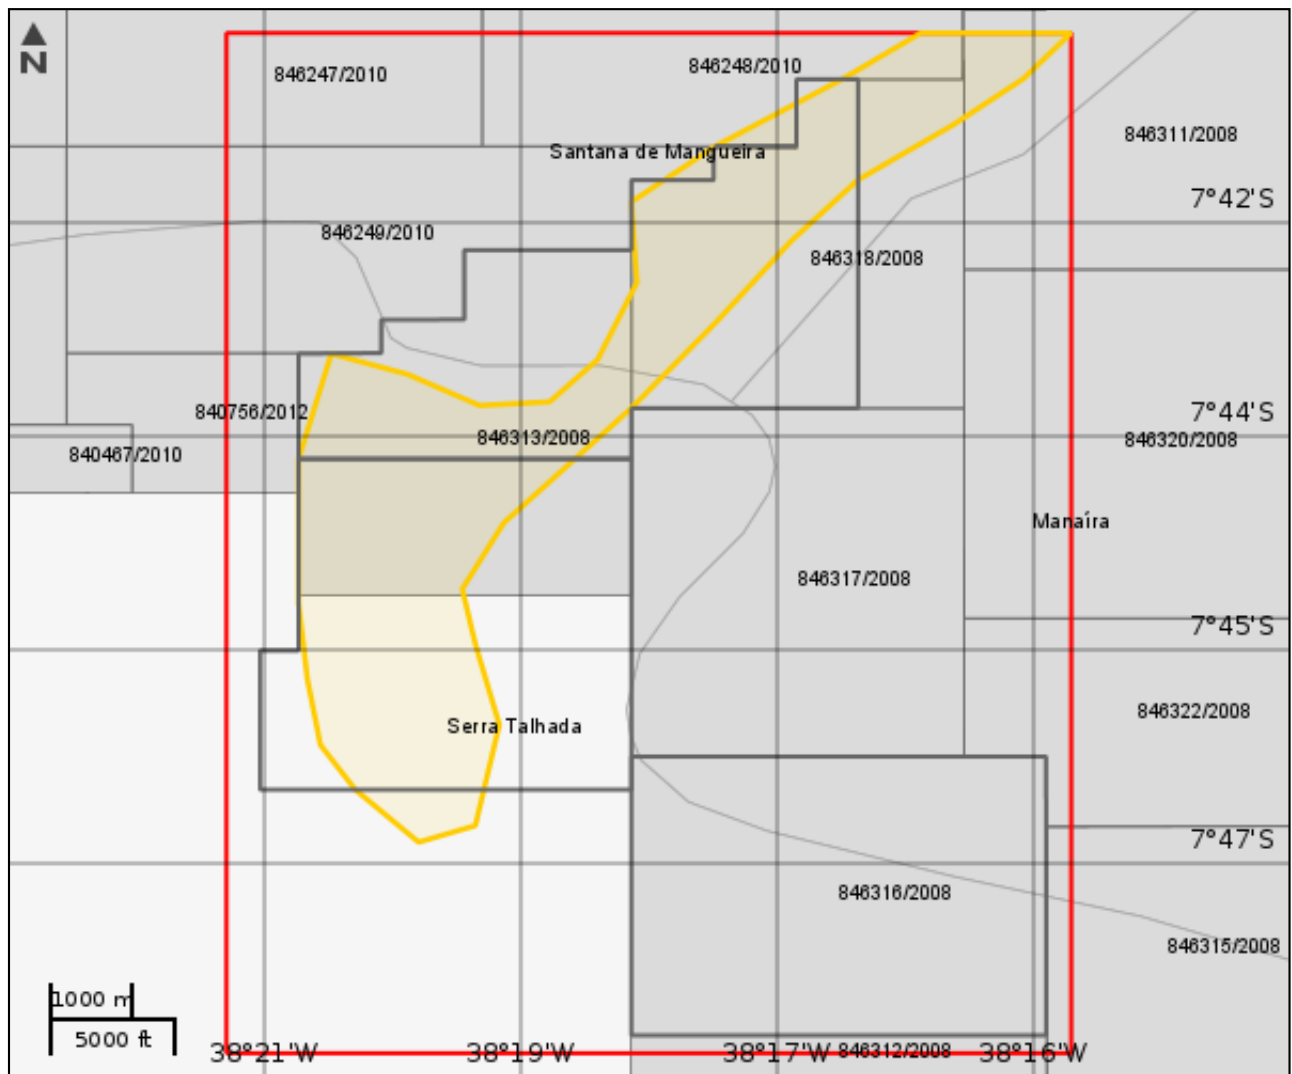 N
846247/2010
846248/2010
846311/2008
Santana de Mangueira
7°42'S
846249/2010
846318/2008
840756/2012
7°44'S
846313/2008
846320/2008
840467/2010
Manaíra
846317/2008
7°45'S
846322/2008
Serra Talhada
7°47'S
846316/2008
846315/2008
1000 m
5000 ft
38°21'W
38°19'W
38°17'W
846312/2008
38°16'W